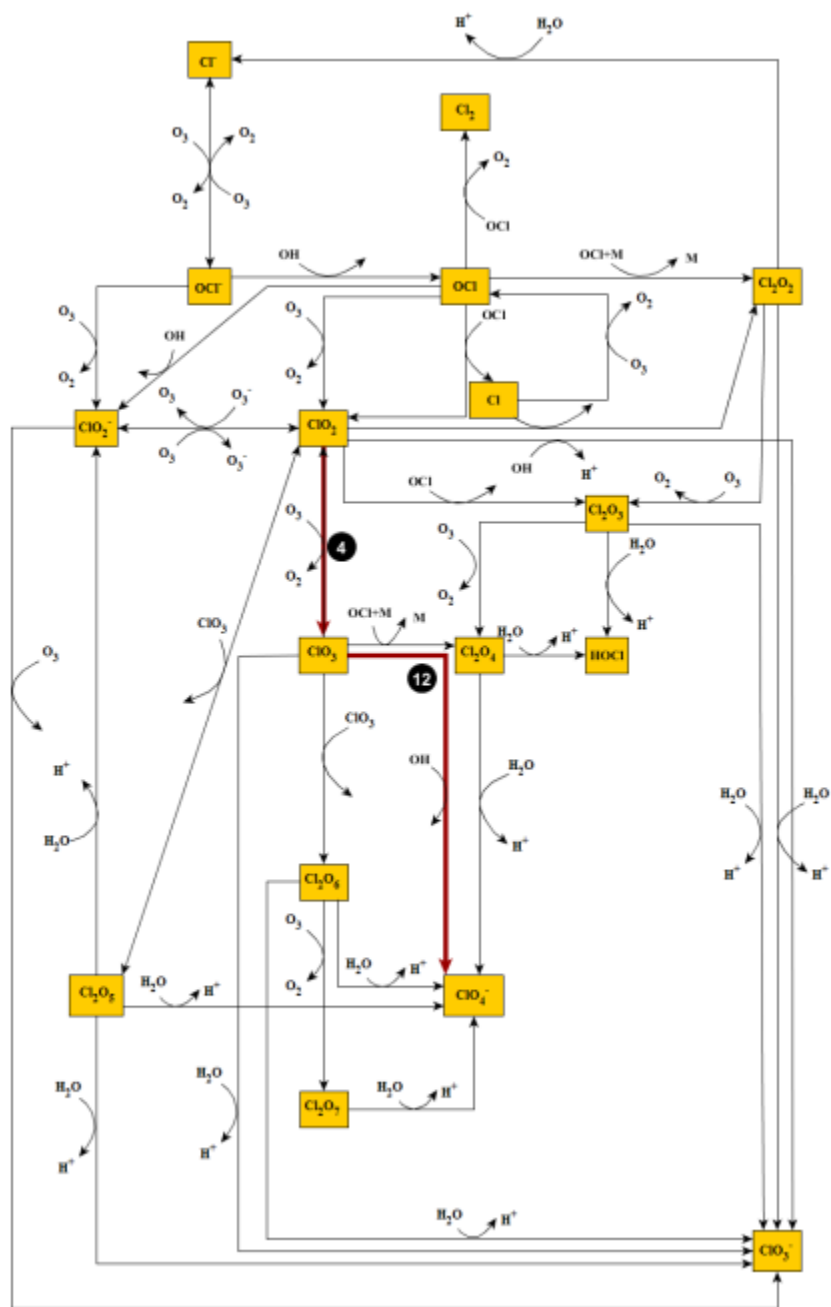 H⁺ H₂O
Cl⁻
Cl₂
O₃ O₂
O₂
O₂ O₃
OCl
OH OCl+M M
OCl⁻ OCl Cl₂O₂
O₃ O₃ OCl O₂
OH
O₂ O₂ O₃
Cl
O₃ O₃⁻
ClO₂⁻ ClO₂
O₃ O₃⁻ OH H⁺
OCl O₂ O₃
Cl₂O₃
O₃ O₃ H₂O
4
O₂ O₂
ClO₃ OCl+M M H₂O H⁺ H⁺
O₃ ClO₃ Cl₂O₄ HOCl
12
ClO₃
OH H₂O
H⁺ H₂O H₂O
H₂O H⁺ H⁺ H⁺
Cl₂O₆
O₃
H₂O H⁺ H₂O H⁺
O₂
Cl₂O₅ ClO₄⁻
H₂O H₂O H₂O H⁺
Cl₂O₇
H⁺ H⁺
H₂O H⁺
ClO₃⁻